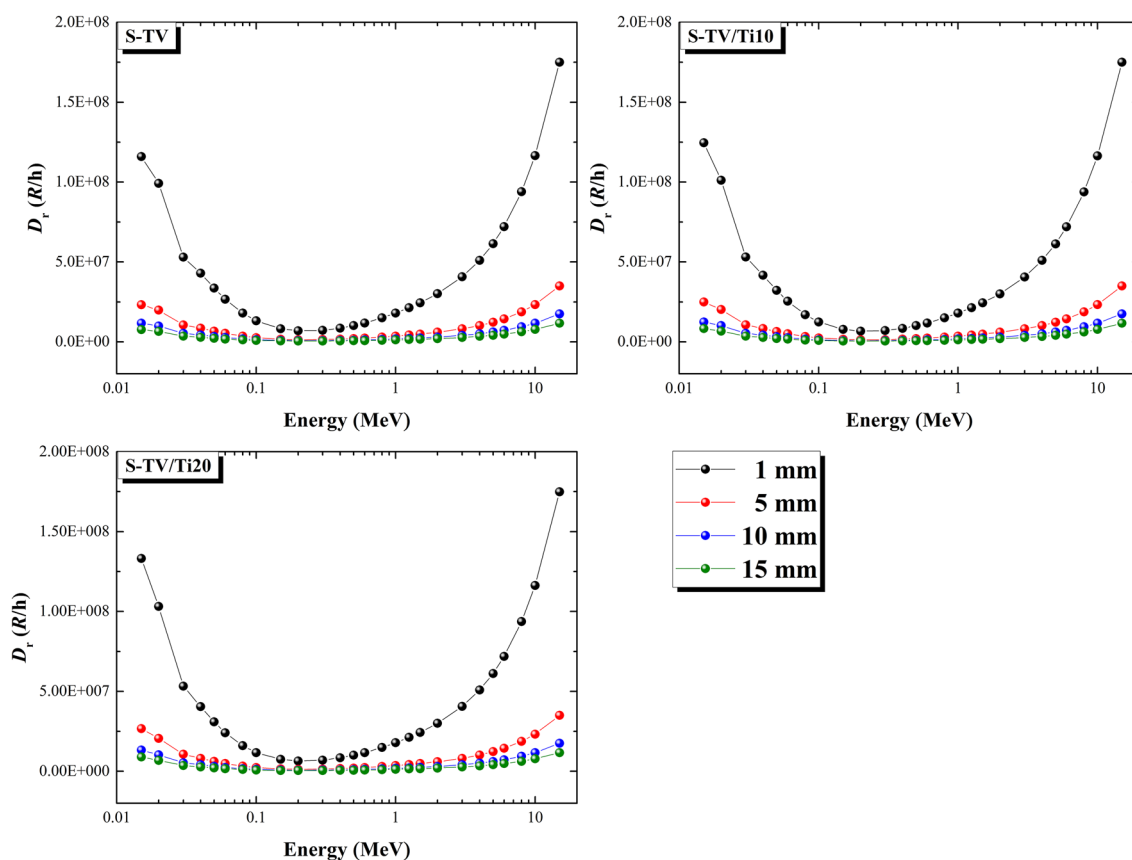 S-TV
2.0E+08
1.5E+08
1.0E+08
5.0E+07
0.0E+00
Dr (R/h)
0.01 0.1 1 10
Energy (MeV)
S-TV/Ti10
2.0E+08
1.5E+08
1.0E+08
5.0E+07
0.0E+00
Dr (R/h)
0.01 0.1 1 10
Energy (MeV)
S-TV/Ti20
2.00E+008
1.50E+008
1.00E+008
5.00E+007
0.00E+000
Dr (R/h)
0.01 0.1 1 10
Energy (MeV)
1 mm
5 mm
10 mm
15 mm